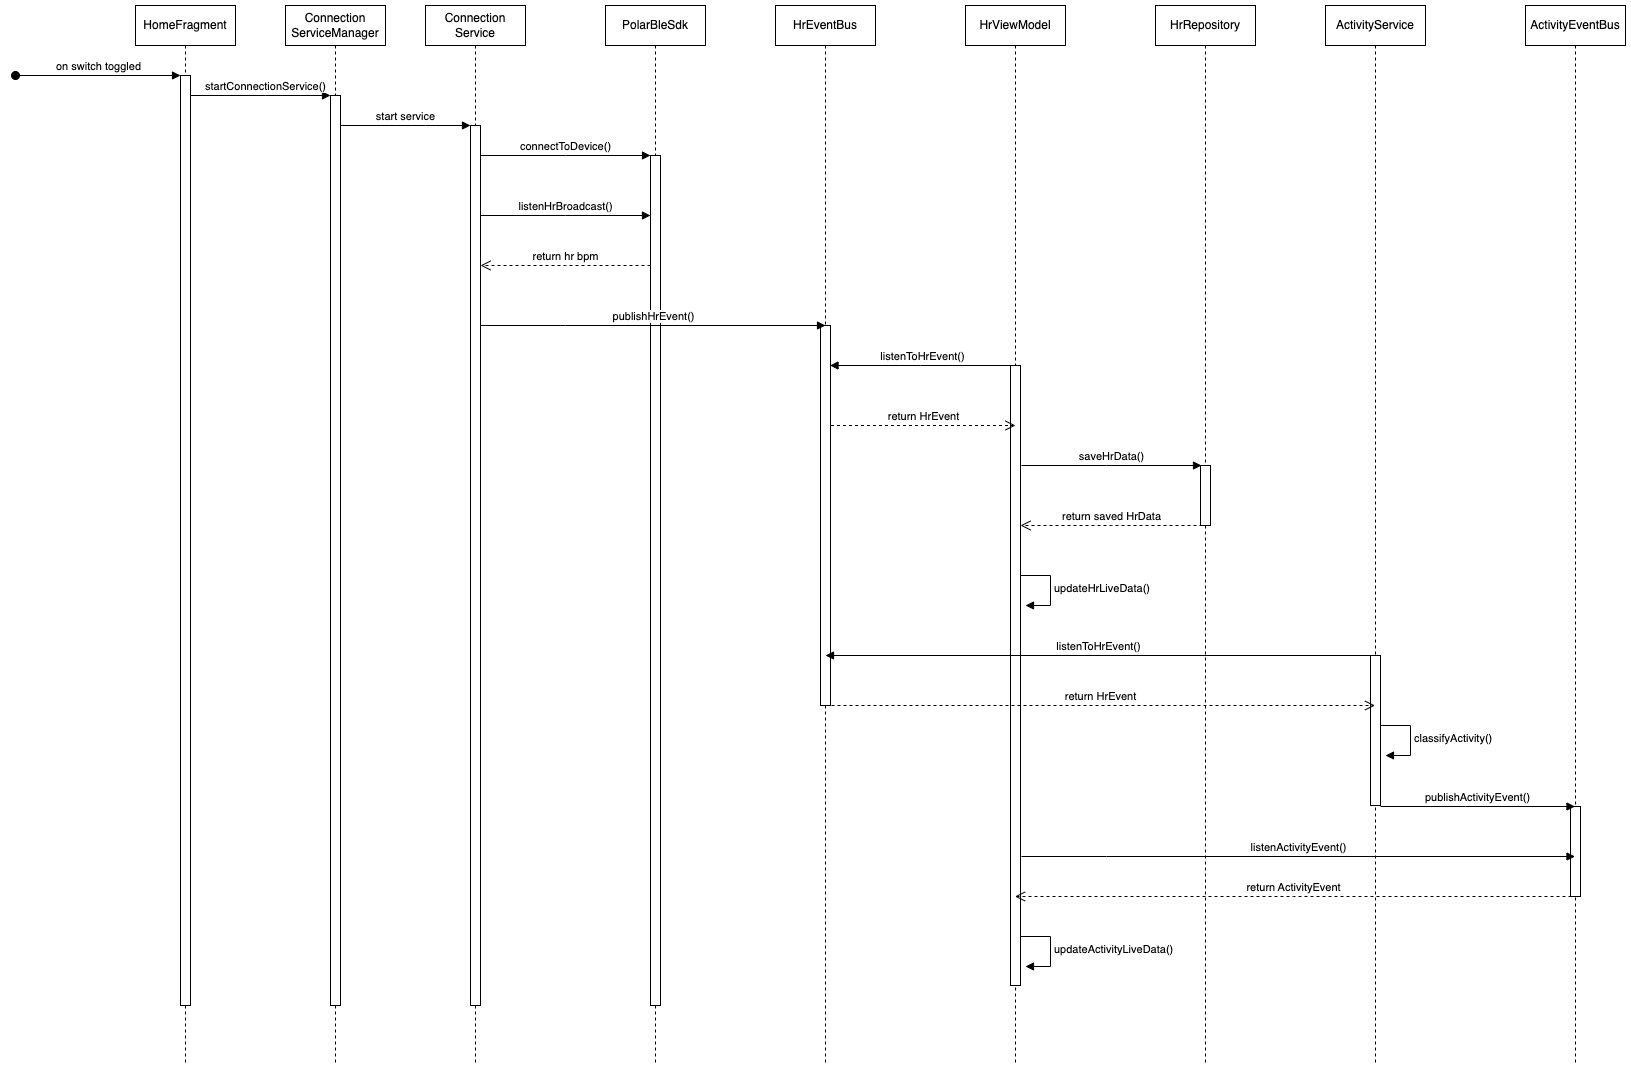 HomeFragment
Connection
ServiceManager
Connection
Service
PolarBleSdk
HrEventBus
HrViewModel
HrRepository
ActivityService
ActivityEventBus
on switch toggled
startConnectionService()
start service
connectToDevice()
listenHrBroadcast()
return hr bpm
publishHrEvent()
listenToHrEvent()
return HrEvent
saveHrData()
return saved HrData
updateHrLiveData()
listenToHrEvent()
return HrEvent
classifyActivity()
publishActivityEvent()
listenActivityEvent()
return ActivityEvent
updateActivityLiveData()